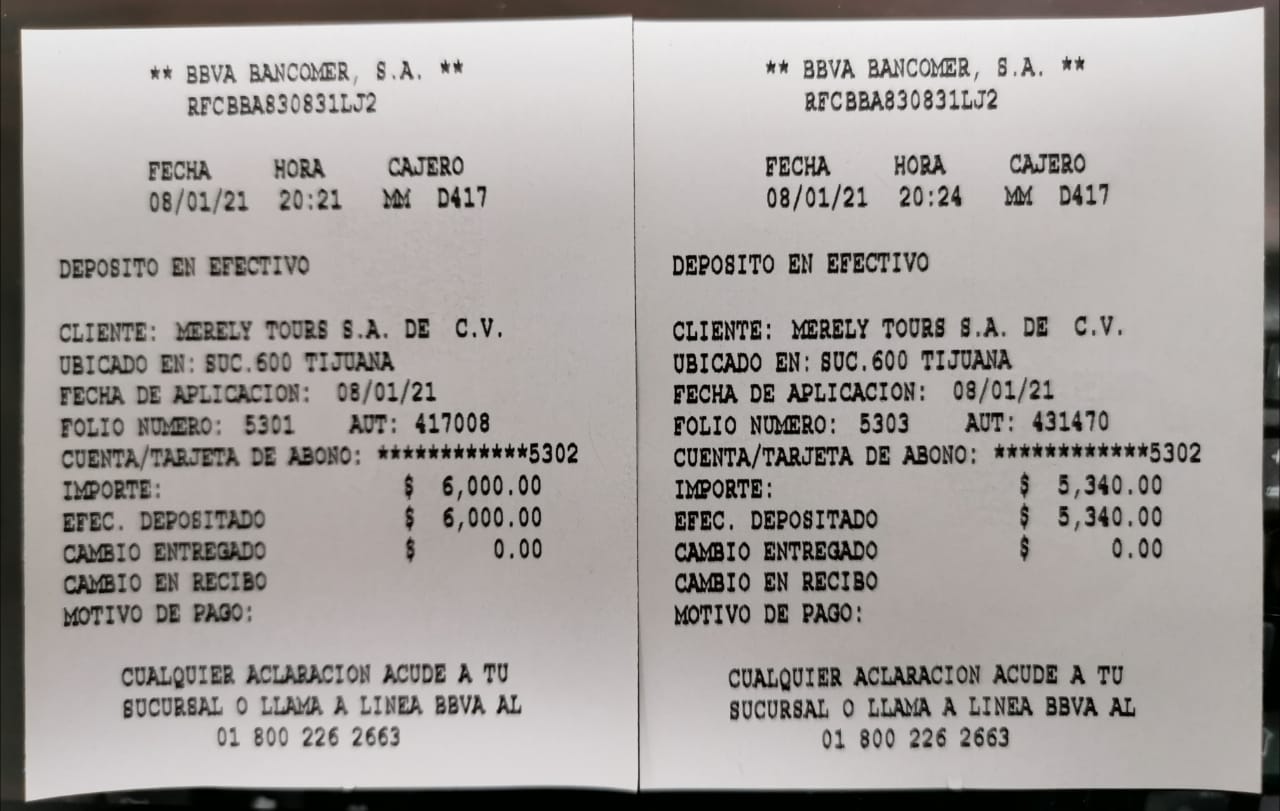 ** BBVA BANCOMER, S.A. **
RFCBBA830831LJ2
FECHA HORA CAJERO
08/01/21 20:21 MM D417
DEPOSITO EN EFECTIVO
CLIENTE: MERELY TOURS S.A. DE C.V.
UBICADO EN: SUC.600 TIJUANA
FECHA DE APLICACION: 08/01/21
FOLIO NUMERO: 5301 AUT: 417008
CUENTA/TARJETA DE ABONO: ************5302
IMPORTE: $ 6,000.00
EFEC. DEPOSITADO $ 6,000.00
CAMBIO ENTREGADO $ 0.00
CAMBIO EN RECIBO
MOTIVO DE PAGO:
CUALQUIER ACLARACION ACUDE A TU
SUCURSAL O LLAMA A LINEA BBVA AL
01 800 226 2663
** BBVA BANCOMER, S.A. **
RFCBBA830831LJ2
FECHA HORA CAJERO
08/01/21 20:24 MM D417
DEPOSITO EN EFECTIVO
CLIENTE: MERELY TOURS S.A. DE C.V.
UBICADO EN: SUC.600 TIJUANA
FECHA DE APLICACION: 08/01/21
FOLIO NUMERO: 5303 AUT: 431470
CUENTA/TARJETA DE ABONO: ************5302
IMPORTE: $ 5,340.00
EFEC. DEPOSITADO $ 5,340.00
CAMBIO ENTREGADO $ 0.00
CAMBIO EN RECIBO
MOTIVO DE PAGO:
CUALQUIER ACLARACION ACUDE A TU
SUCURSAL O LLAMA A LINEA BBVA AL
01 800 226 2663